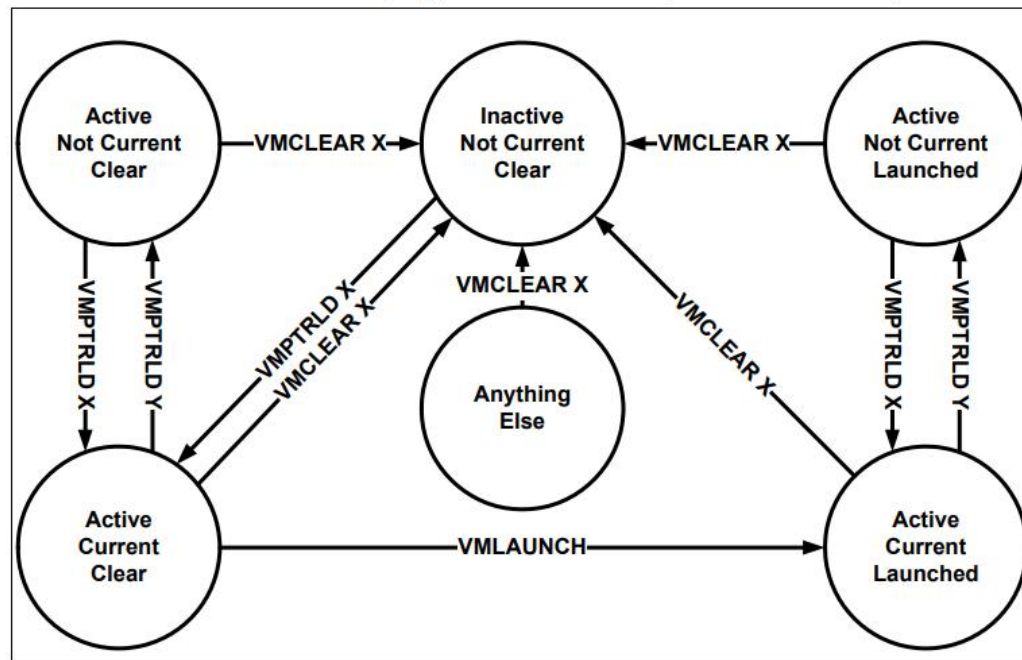 Active
Not Current
Clear
VMCLEAR X
Inactive
Not Current
Clear
VMCLEAR X
Active
Not Current
Launched
VMPTRLD X
VMPTRLD Y
VMPTRLD X
VMCLEAR X
VMCLEAR X
Anything
Else
VMCLEAR X
VMPTRLD X
VMPTRLD Y
Active
Current
Clear
VMLAUNCH
Active
Current
Launched